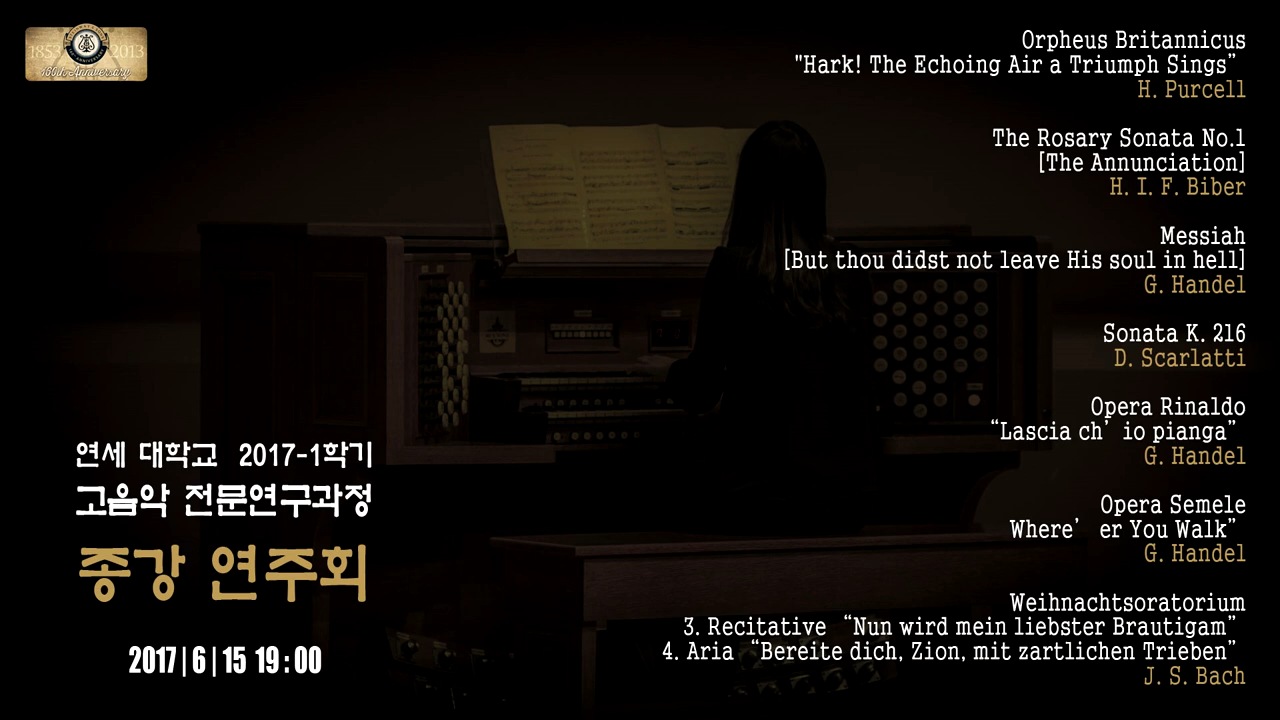 1853 2013
160th Anniversary
Orpheus Britannicus
"Hark! The Echoing Air a Triumph Sings”
H. Purcell
The Rosary Sonata No.1
[The Annunciation]
H. I. F. Biber
Messiah
[But thou didst not leave His soul in hell]
G. Handel
Sonata K. 216
D. Scarlatti
Opera Rinaldo
“Lascia ch’ io pianga”
G. Handel
Opera Semele
Where’ er You Walk”
G. Handel
Weihnachtsoratorium
3. Recitative “Nun wird mein liebster Brautigam”
4. Aria “Bereite dich, Zion, mit zartlichen Trieben”
J. S. Bach
연세 대학교 2017-1학기
고음악 전문연구과정
종강 연주회
2017|6|15 19:00